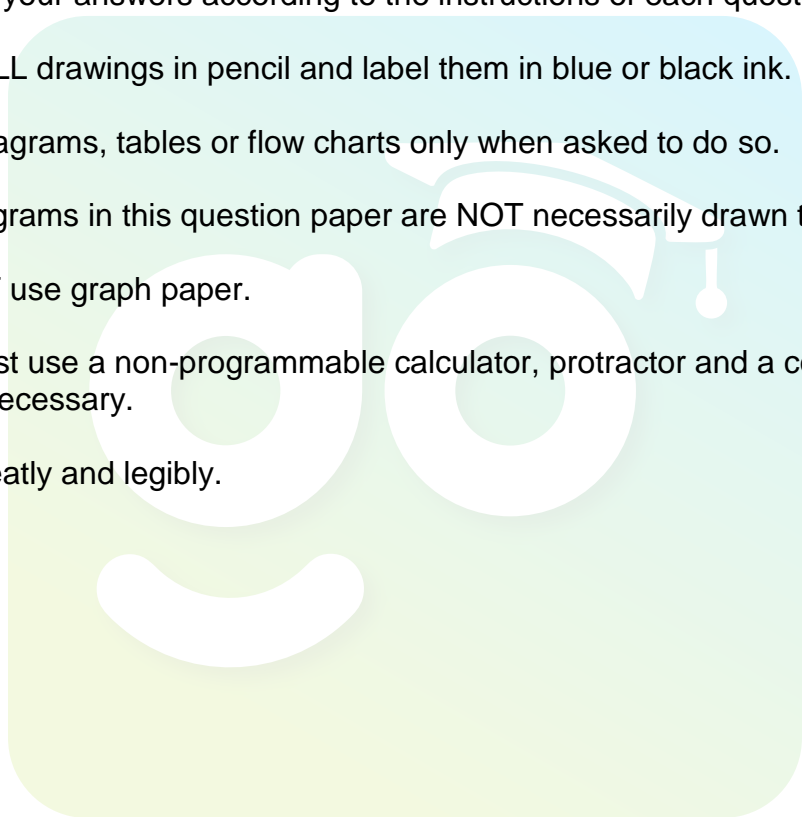 your answers according to the instructions of each quest
LL drawings in pencil and label them in blue or black ink.
agrams, tables or flow charts only when asked to do so.
grams in this question paper are NOT necessarily drawn t
use graph paper.
st use a non-programmable calculator, protractor and a co
ecessary.
eatly and legibly.
go